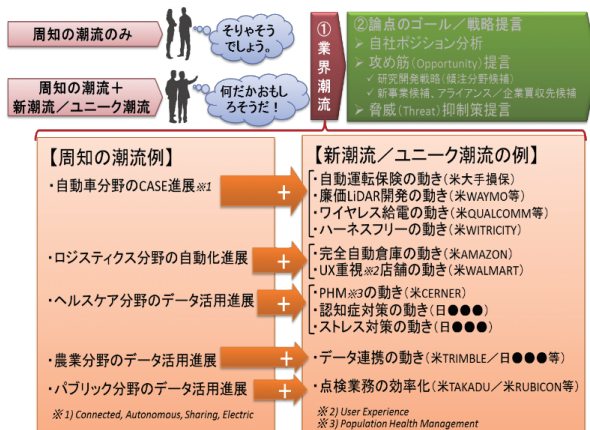 周知の潮流のみ
そりゃそう
でしょう。
周知の潮流＋
新潮流／ユニーク潮流
何だかおもし
ろそうだ！
①業界潮流
②論点のゴール／戦略提言
➢ 自社ポジション分析
➢ 攻め筋(Opportunity)提言
✓ 研究開発戦略(傾注分野候補)
✓ 新事業候補、アライアンス／企業買収先候補
➢ 脅威(Threat)抑制策提言
【周知の潮流例】
・自動車分野のCASE進展※1
・ロジスティクス分野の自動化進展
・ヘルスケア分野のデータ活用進展
・農業分野のデータ活用進展
・パブリック分野のデータ活用進展
※1) Connected, Autonomous, Sharing, Electric
+
+
+
+
+
【新潮流／ユニーク潮流の例】
・自動運転保険の動き(米大手損保)
・廉価LiDAR開発の動き(米WAYMO等)
・ワイヤレス給電の動き(米QUALCOMM等)
・ハーネスフリーの動き(米WITRICITY)
・完全自動倉庫の動き(米AMAZON)
・UX重視※2店舗の動き(米WALMART)
・PHM※3の動き(米CERNER)
・認知症対策の動き(日●●●)
・ストレス対策の動き(日●●●)
・データ連携の動き(米TRIMBLE／日●●●等)
・点検業務の効率化(米TAKADU／米RUBICON等)
※2) User Experience
※3) Population Health Management